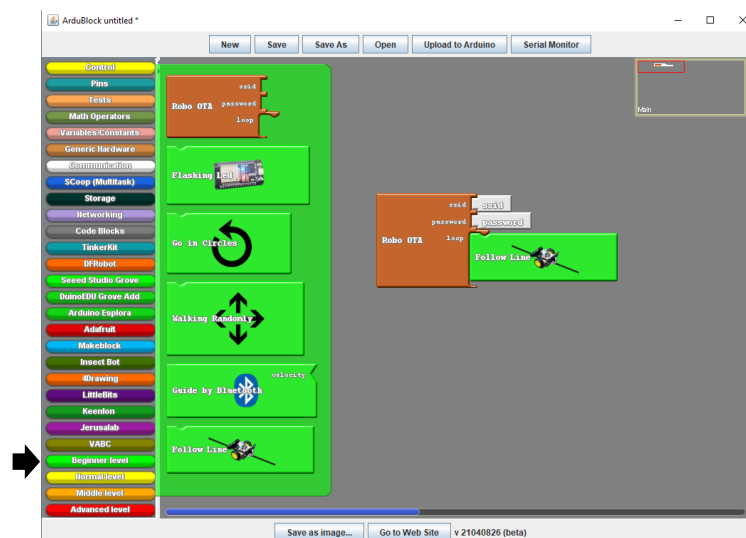 ArduBlock untitled *
New Save Save As Open Upload to Arduino Serial Monitor
Control
Pins
Tests
Math Operators
Variables/Constants
Generic Hardware
Communication
SCoop (Multitask)
Storage
Networking
Code Blocks
TinkerKit
DFRobot
Seeed Studio Grove
DuinoEDU Grove Add
Arduino Esplora
Adafruit
Makeblock
Insect Bot
4Drawing
LittleBits
Keenlon
Jerusalab
VABC
Beginner level
Normal level
Middle level
Advanced level
ssid
Robo OTA password
loop
Flashing Led
Go in Circles
Walking Randomly
velocity
Guide by Bluetooth
Follow Line
ssid ssid
password password
Robo OTA loop
Follow Line
Main
Save as image... Go to Web Site v 21040826 (beta)